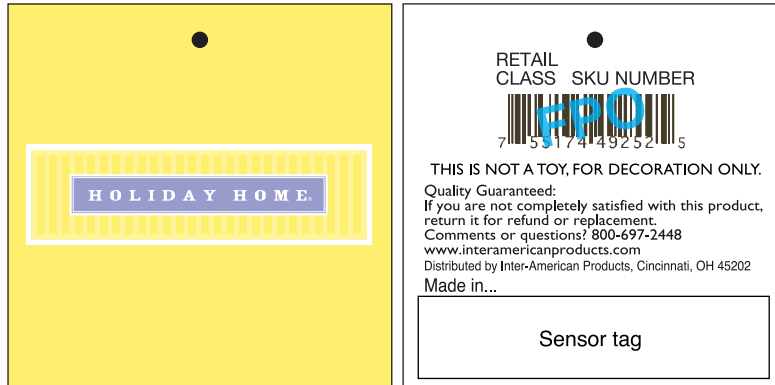 HOLIDAY HOME®
RETAIL
CLASS SKU NUMBER
FPO
7 55174 49252 5
THIS IS NOT A TOY, FOR DECORATION ONLY.
Quality Guaranteed:
If you are not completely satisfied with this product,
return it for refund or replacement.
Comments or questions? 800-697-2448
www.interamericanproducts.com
Distributed by Inter-American Products, Cincinnati, OH 45202
Made in...
Sensor tag